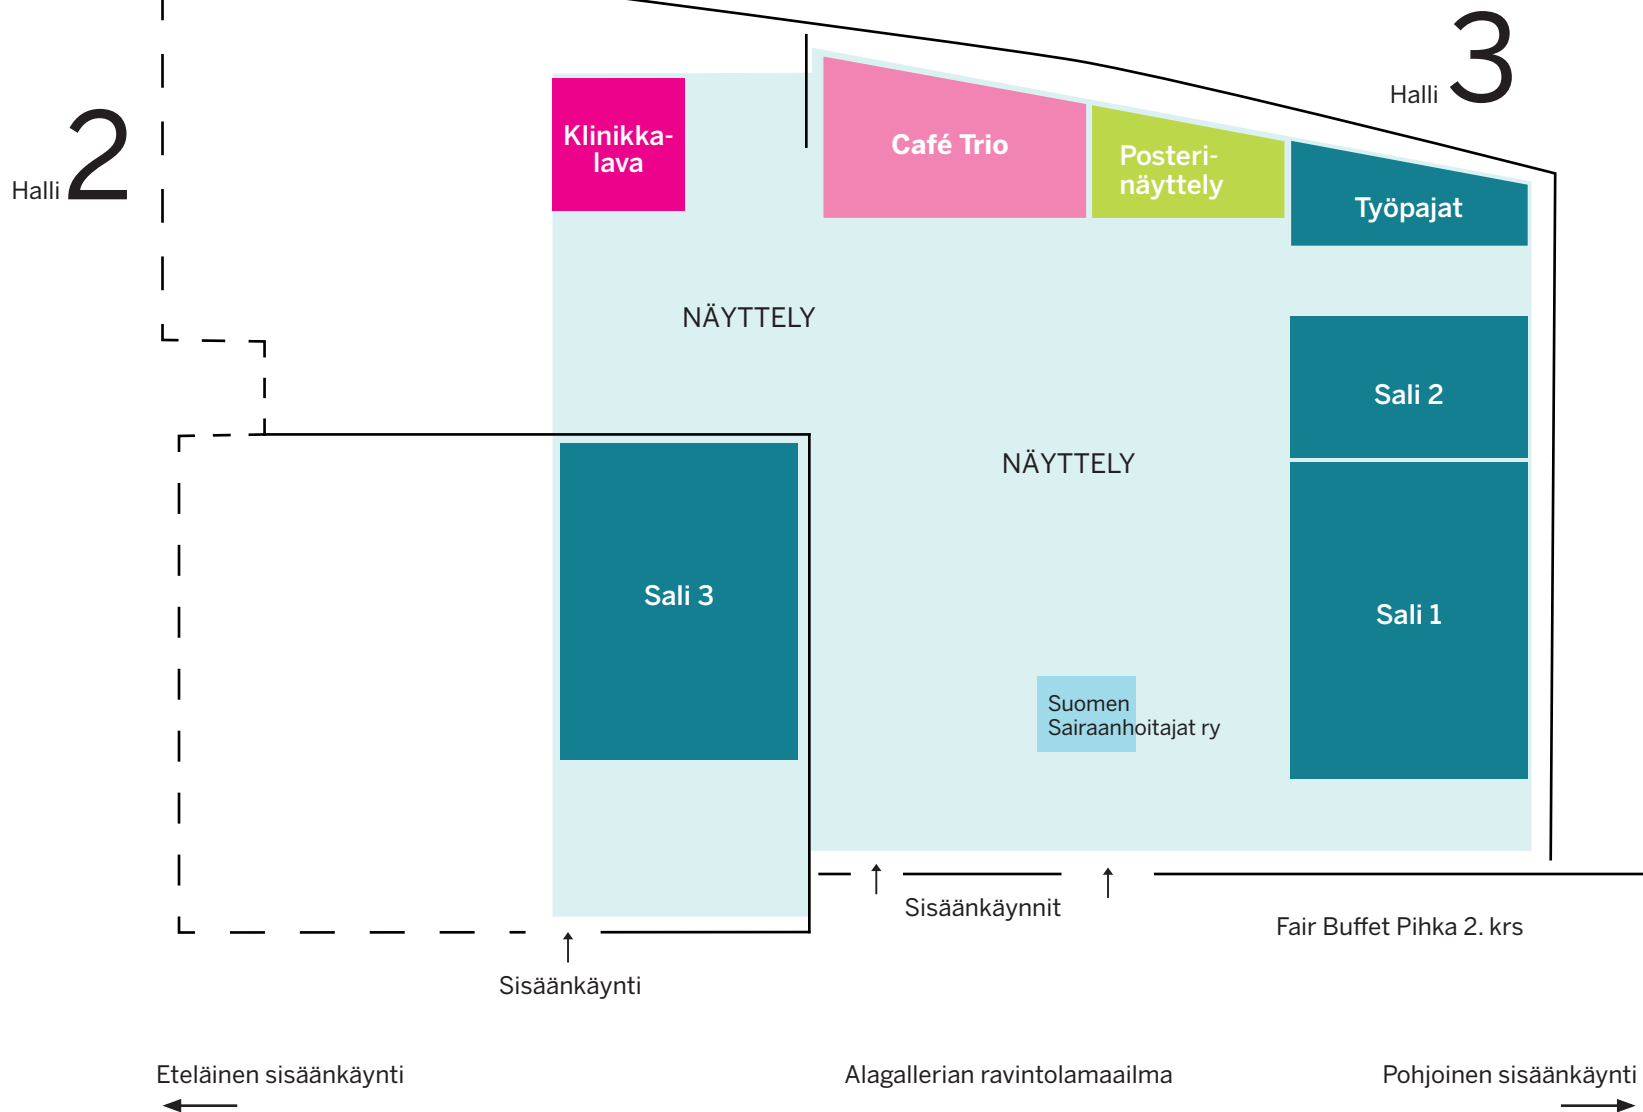 Halli 3
Halli 2
Klinikka-
lava
Café Trio
Posteri-
näyttely
Työpajat
NÄYTTELY
Sali 2
NÄYTTELY
Sali 3
Sali 1
Suomen
Sairaanhoitajat ry
Sisäänkäynnit
Fair Buffet Pihka 2. krs
Sisäänkäynti
Eteläinen sisäänkäynti
Alagallerian ravintolamaailma
Pohjoinen sisäänkäynti